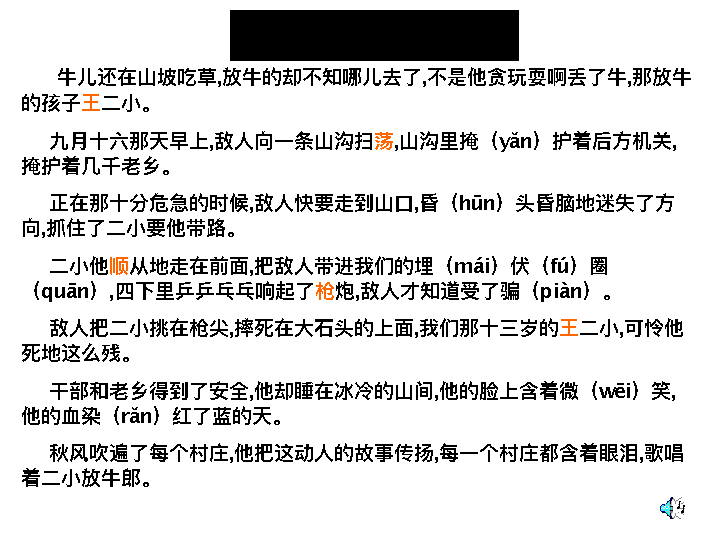 牛儿还在山坡吃草,放牛的却不知哪儿去了,不是他贪玩耍啊丢了牛,那放牛
的孩子王二小。
九月十六那天早上,敌人向一条山沟扫荡,山沟里掩（yǎn）护着后方机关,
掩护着几千老乡。
正在那十分危急的时候,敌人快要走到山口,昏（hūn）头昏脑地迷失了方
向,抓住了二小要他带路。
二小他顺从地走在前面,把敌人带进我们的埋（mái）伏（fú）圈
（quān）,四下里乒乒乓乓响起了枪炮,敌人才知道受了骗（piàn）。
敌人把二小挑在枪尖,摔死在大石头的上面,我们那十三岁的王二小,可怜他
死地这么残。
干部和老乡得到了安全,他却睡在冰冷的山间,他的脸上含着微（wēi）笑,
他的血染（rǎn）红了蓝的天。
秋风吹遍了每个村庄,他把这动人的故事传扬,每一个村庄都含着眼泪,歌唱
着二小放牛郎。